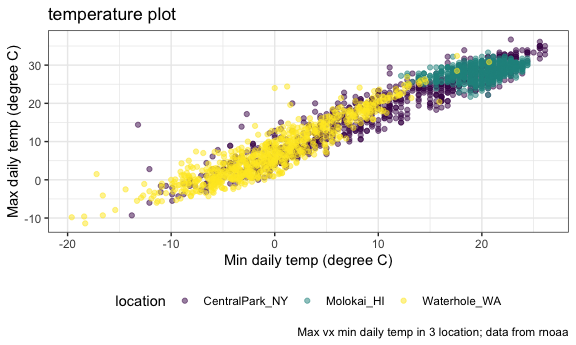 temperature plot
Max daily temp (degree C)
30
20
10
0
-10
-20
-10
0
10
20
Min daily temp (degree C)
location CentralPark_NY Molokai_HI Waterhole_WA
Max vx min daily temp in 3 location; data from rnoaa